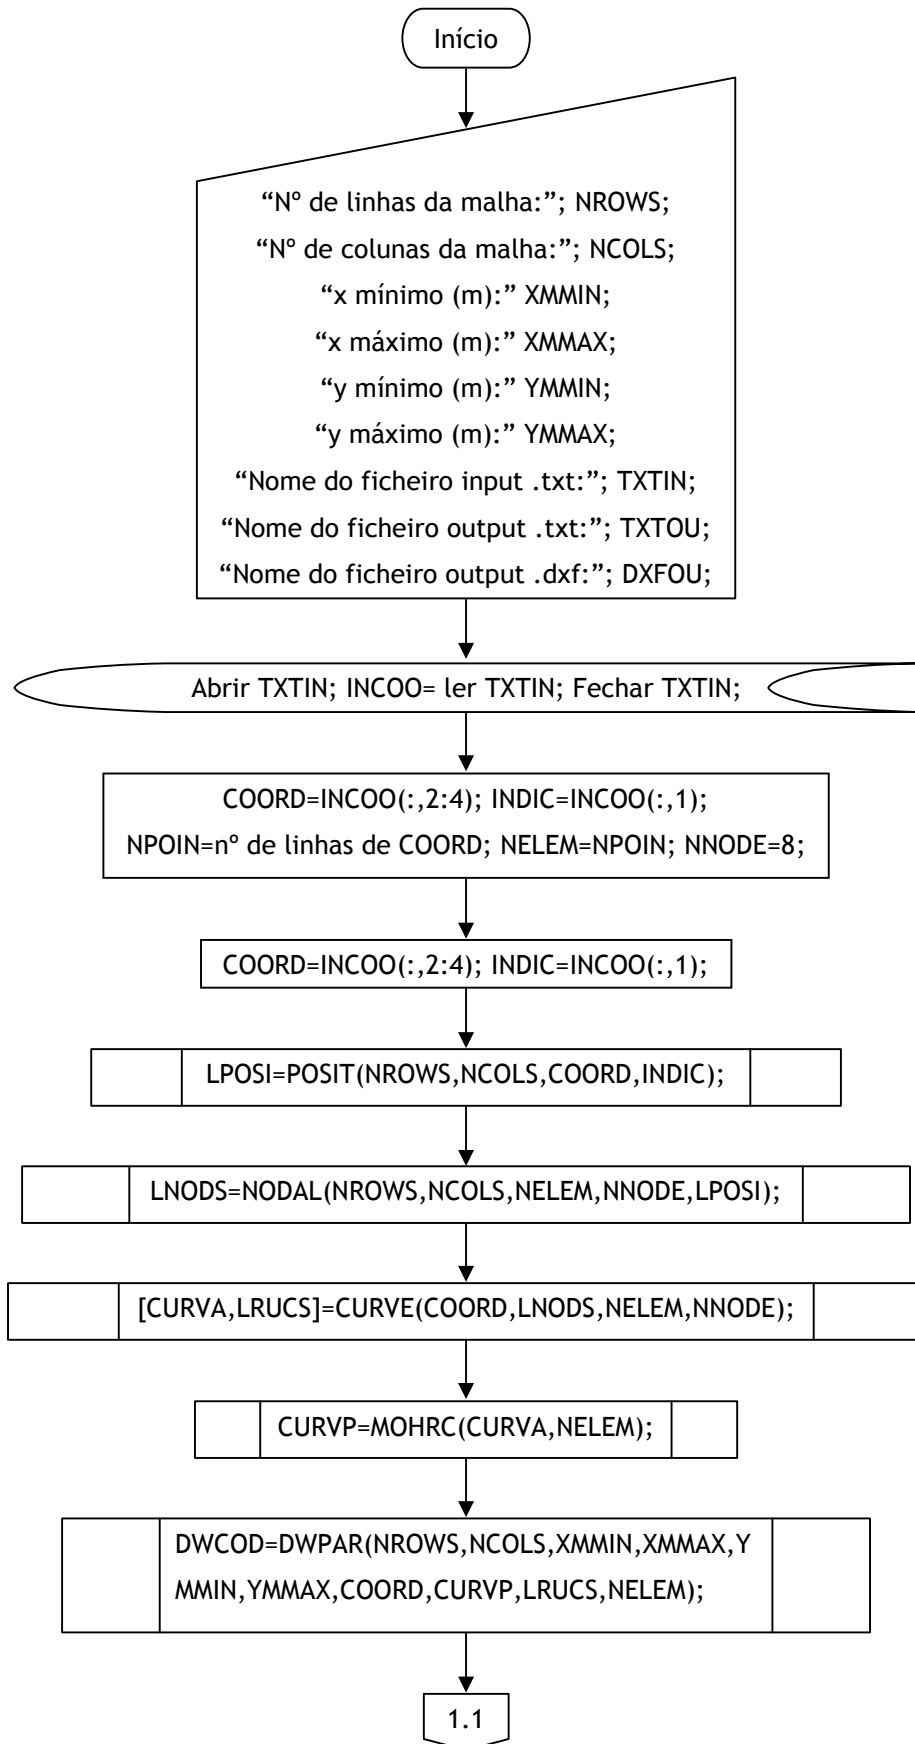 Início
“Nº de linhas da malha:”; NROWS;
“Nº de colunas da malha:”; NCOLS;
“x mínimo (m):” XMMIN;
“x máximo (m):” XMMAX;
“y mínimo (m):” YMMIN;
“y máximo (m):” YMMAX;
“Nome do ficheiro input .txt:”; TXTIN;
“Nome do ficheiro output .txt:”; TXTOU;
“Nome do ficheiro output .dxf:”; DXFOU;
Abrir TXTIN; INCOO= ler TXTIN; Fechar TXTIN;
COORD=INCOO(:,2:4); INDIC=INCOO(:,1);
NPOIN=nº de linhas de COORD; NELEM=NPOIN; NNODE=8;
COORD=INCOO(:,2:4); INDIC=INCOO(:,1);
LPOSI=POSIT(NROWS,NCOLS,COORD,INDIC);
LNODS=NODAL(NROWS,NCOLS,NELEM,NNODE,LPOSI);
[CURVA,LRUCS]=CURVE(COORD,LNODS,NELEM,NNODE);
CURVP=MOHRC(CURVA,NELEM);
DWCOD=DWPAR(NROWS,NCOLS,XMMIN,XMMAX,Y
MMIN,YMMAX,COORD,CURVP,LRUCS,NELEM);
1.1